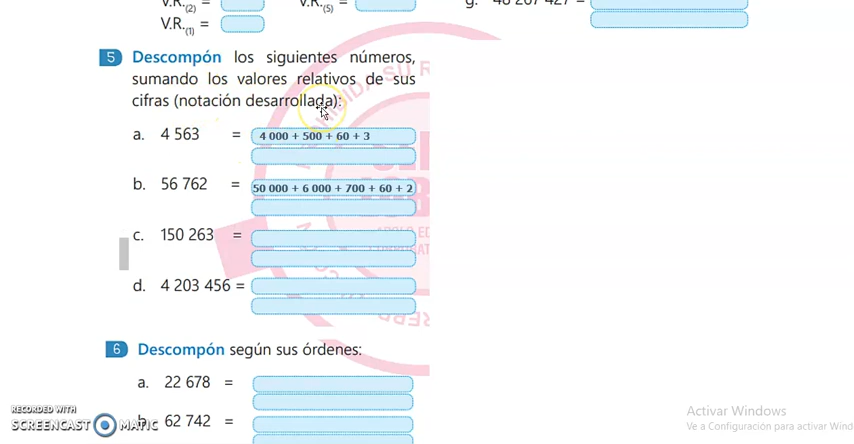 V.R.(2) =
V.R.(5) =
V.R.(1) =
g. 48 267 427 =
5 Descompón los siguientes números,
sumando los valores relativos de sus
cifras (notación desarrollada):
a. 4 563 = 4 000 + 500 + 60 + 3
b. 56 762 = 50 000 + 6 000 + 700 + 60 + 2
c. 150 263 =
d. 4 203 456 =
6 Descompón según sus órdenes:
a. 22 678 =
b. 62 742 =
RECORDED WITH
SCREENCAST MATIC
Activar Windows
Ve a Configuración para activar Wind